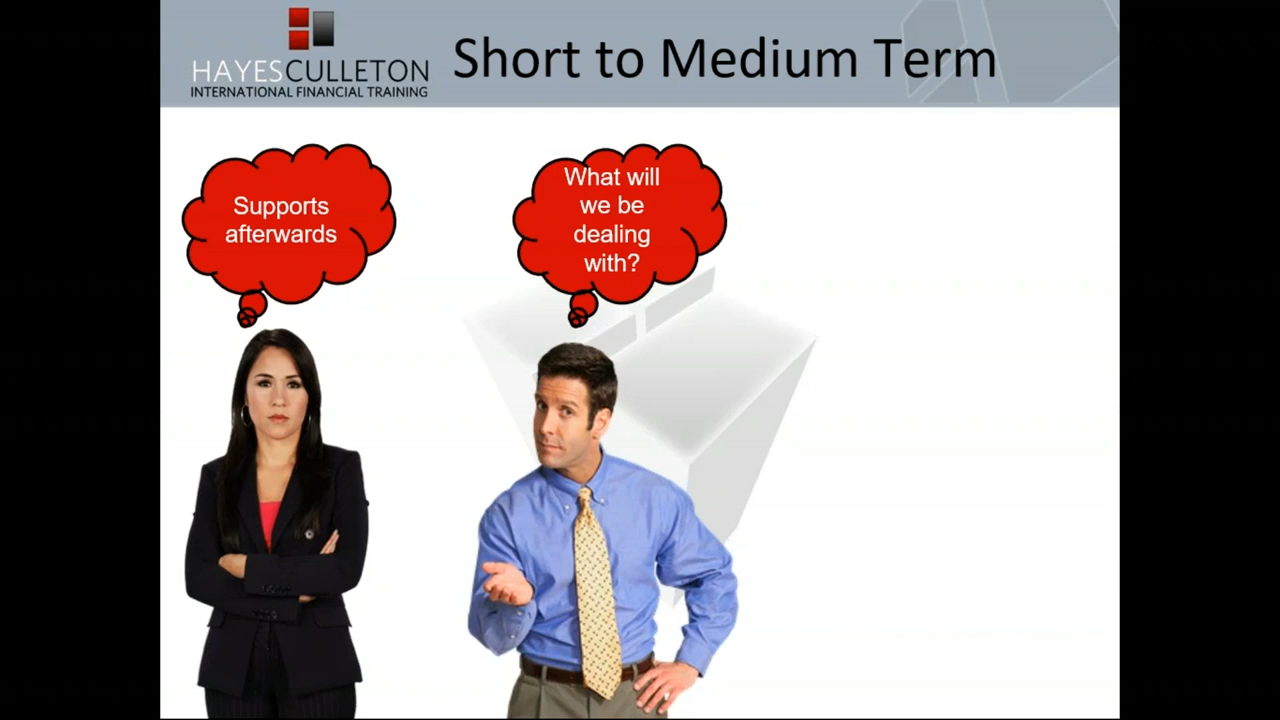 HAYESCULLETON
INTERNATIONAL FINANCIAL TRAINING
Short to Medium Term
Supports
afterwards
What will
we be
dealing
with?